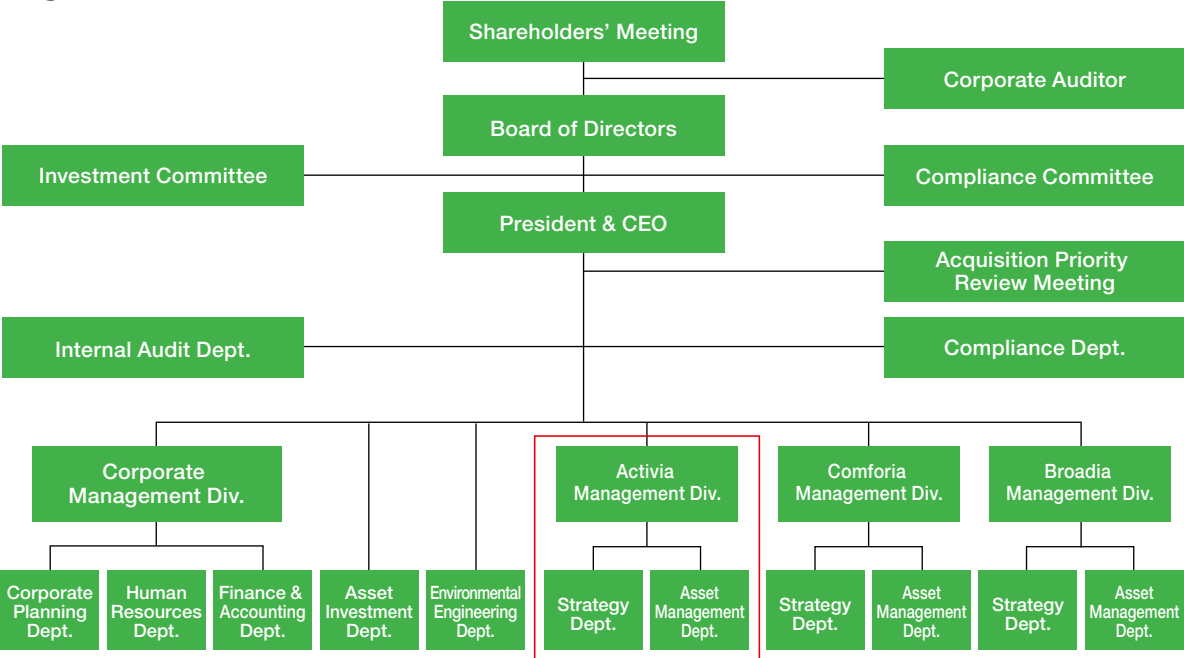 Shareholders' Meeting
Corporate Auditor
Board of Directors
Investment Committee
Compliance Committee
President & CEO
Acquisition Priority
Review Meeting
Internal Audit Dept.
Compliance Dept.
Corporate
Management Div.
Activia
Management Div.
Comforia
Management Div.
Broadia
Management Div.
Corporate
Planning
Dept.
Human
Resources
Dept.
Finance &
Accounting
Dept.
Asset
Investment
Dept.
Environmental
Engineering
Dept.
Strategy
Dept.
Asset
Management
Dept.
Strategy
Dept.
Asset
Management
Dept.
Strategy
Dept.
Asset
Management
Dept.